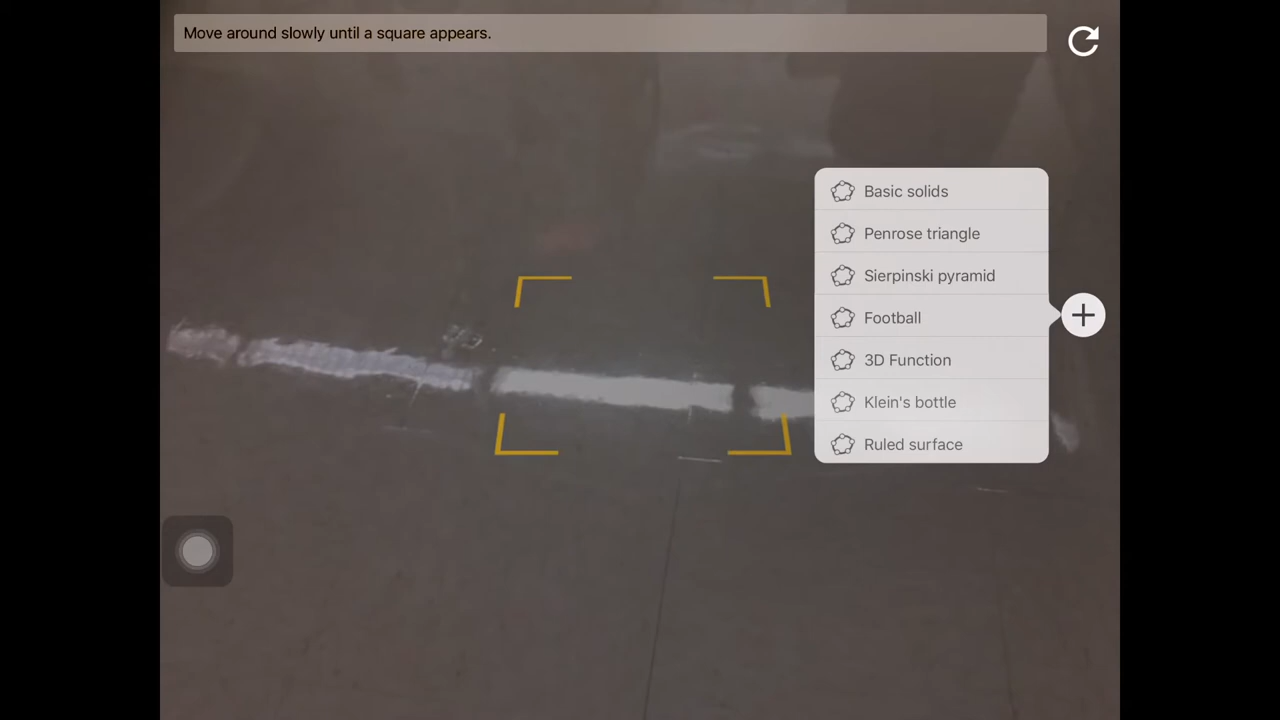 Move around slowly until a square appears.
Basic solids
Penrose triangle
Sierpinski pyramid
Football
3D Function
Klein's bottle
Ruled surface